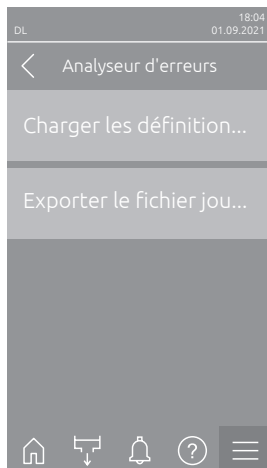 18:04
DL 01.09.2021
Analyseur d'erreurs
Charger les définition...
Exporter le fichier jou...
?